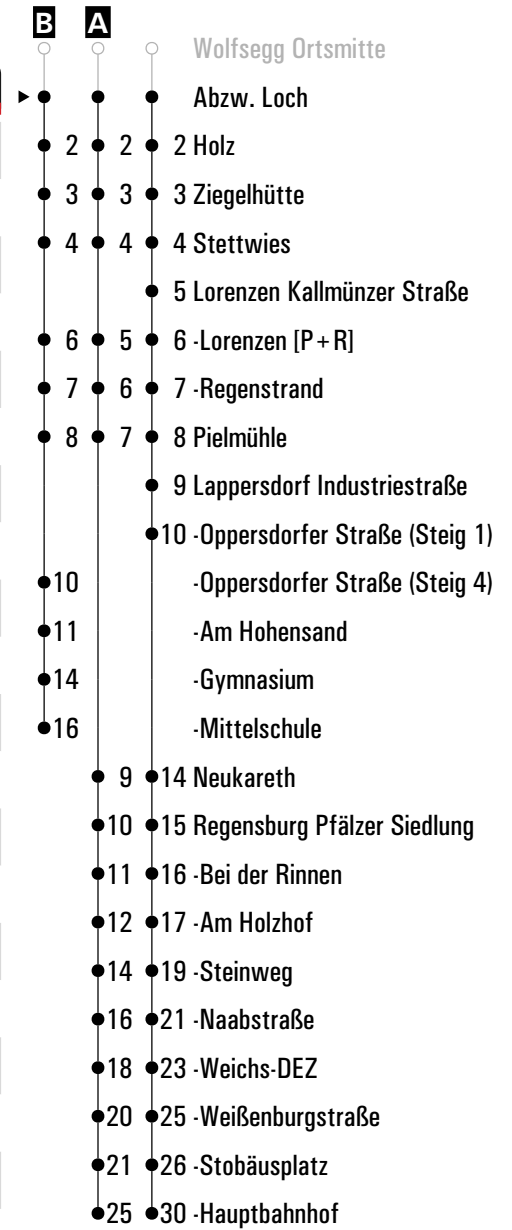 B A
Wolfsegg Ortsmitte
Abzw. Loch
2 2 2 Holz
3 3 3 Ziegelhütte
4 4 4 Stettwies
5 Lorenzen Kallmünzer Straße
6 5 6 -Lorenzen [P+R]
7 6 7 -Regenstrand
8 7 8 Pielmühle
9 Lappersdorf Industriestraße
10 -Oppersdorfer Straße (Steig 1)
10 -Oppersdorfer Straße (Steig 4)
11 -Am Hohensand
14 -Gymnasium
16 -Mittelschule
9 14 Neukareth
10 15 Regensburg Pfälzer Siedlung
11 16 -Bei der Rinnen
12 17 -Am Holzhof
14 19 -Steinweg
16 21 -Naabstraße
18 23 -Weichs-DEZ
20 25 -Weißenburgstraße
21 26 -Stobäusplatz
25 30 -Hauptbahnhof